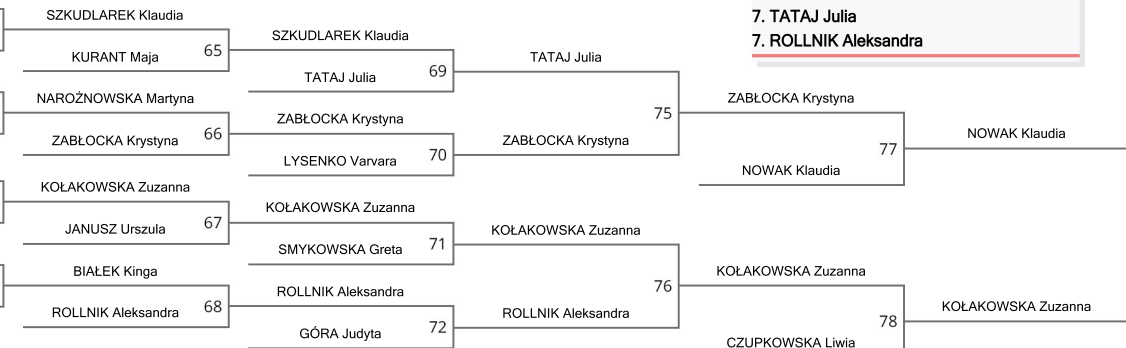 SZKUDLAREK Klaudia
KURANT Maja
65
NAROŻNOWSKA Martyna
ZABŁOCKA Krystyna
66
KOŁAKOWSKA Zuzanna
JANUSZ Urszula
67
BIAŁEK Kinga
ROLLNIK Aleksandra
68
SZKUDLAREK Klaudia
TATAJ Julia
69
ZABŁOCKA Krystyna
LYSENKO Varvara
70
KOŁAKOWSKA Zuzanna
SMYKOWSKA Greta
71
ROLLNIK Aleksandra
GÓRA Judyta
72
TATAJ Julia
ZABŁOCKA Krystyna
75
KOŁAKOWSKA Zuzanna
ROLLNIK Aleksandra
76
7. TATAJ Julia
7. ROLLNIK Aleksandra
ZABŁOCKA Krystyna
NOWAK Klaudia
77
KOŁAKOWSKA Zuzanna
CZUPKOWSKA Liwia
78
NOWAK Klaudia
KOŁAKOWSKA Zuzanna